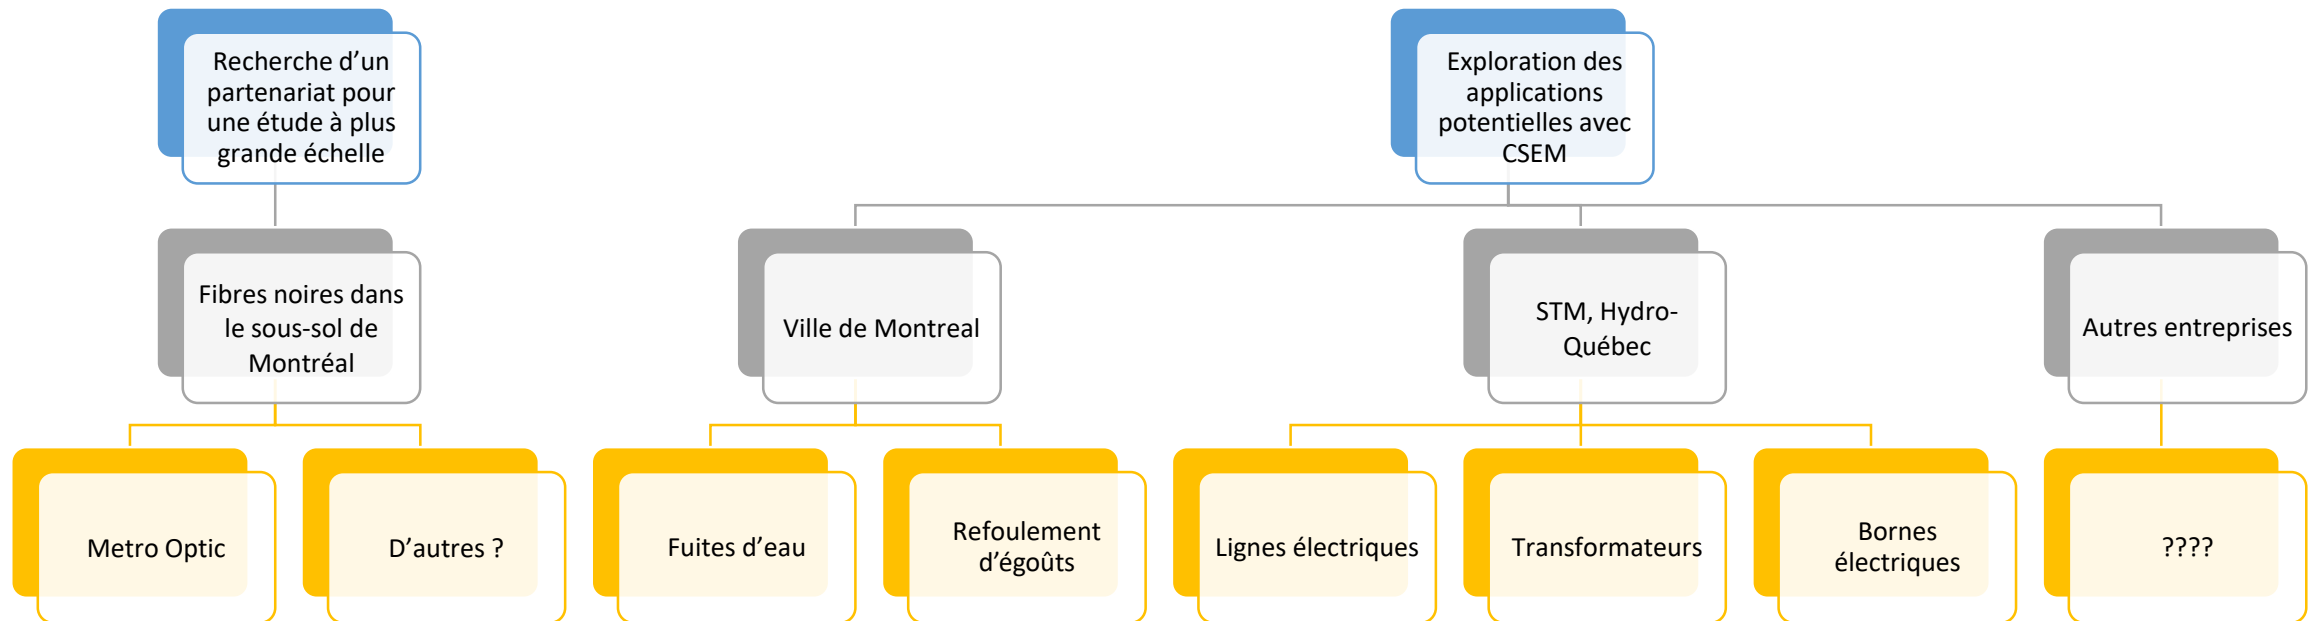 Recherche d’un
partenariat pour
une étude à plus
grande échelle
Exploration des
applications
potentielles avec
CSEM
Fibres noires dans
le sous-sol de
Montréal
Ville de Montreal
STM, Hydro-
Québec
Autres entreprises
Metro Optic
D’autres ?
Fuites d’eau
Refoulement
d’égoûts
Lignes électriques
Transformateurs
Bornes
électriques
????